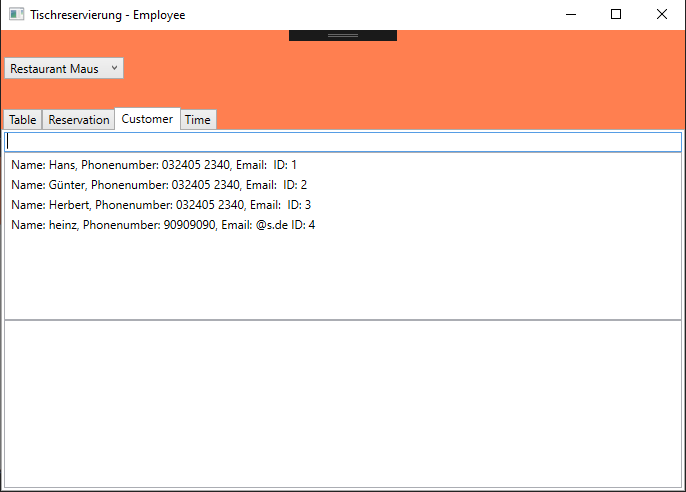 Tischreservierung - Employee
Restaurant Maus
Table Reservation Customer Time
Name: Hans, Phonenumber: 032405 2340, Email:  ID: 1
Name: Günter, Phonenumber: 032405 2340, Email:  ID: 2
Name: Herbert, Phonenumber: 032405 2340, Email:  ID: 3
Name: heinz, Phonenumber: 90909090, Email: @s.de ID: 4